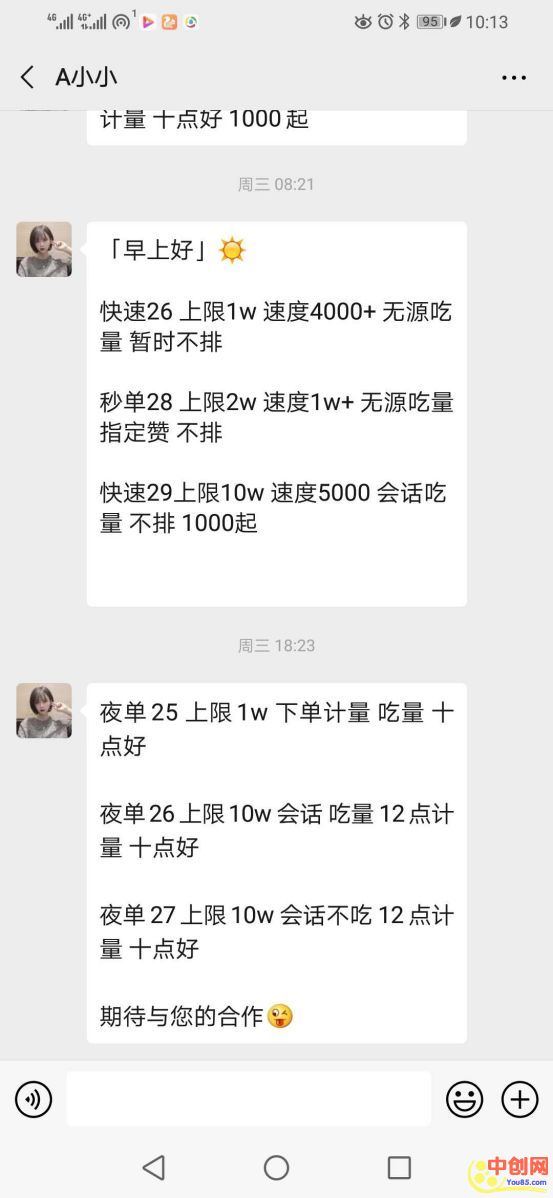 4G 4G+ 1 95 10:13
A小小
计量 十点好 1000 起
周三 08:21
「早上好」
快速26 上限1w 速度4000+ 无源吃
量 暂时不排
秒单28 上限2w 速度1w+ 无源吃量
指定赞 不排
快速29上限10w 速度5000 会话吃
量 不排 1000起
周三 18:23
夜单 25 上限 1w 下单计量 吃量 十
点好
夜单 26 上限 10w 会话 吃量 12 点计
量 十点好
夜单 27 上限 10w 会话不吃 12 点计
量 十点好
期待与您的合作
中创网
You85.com